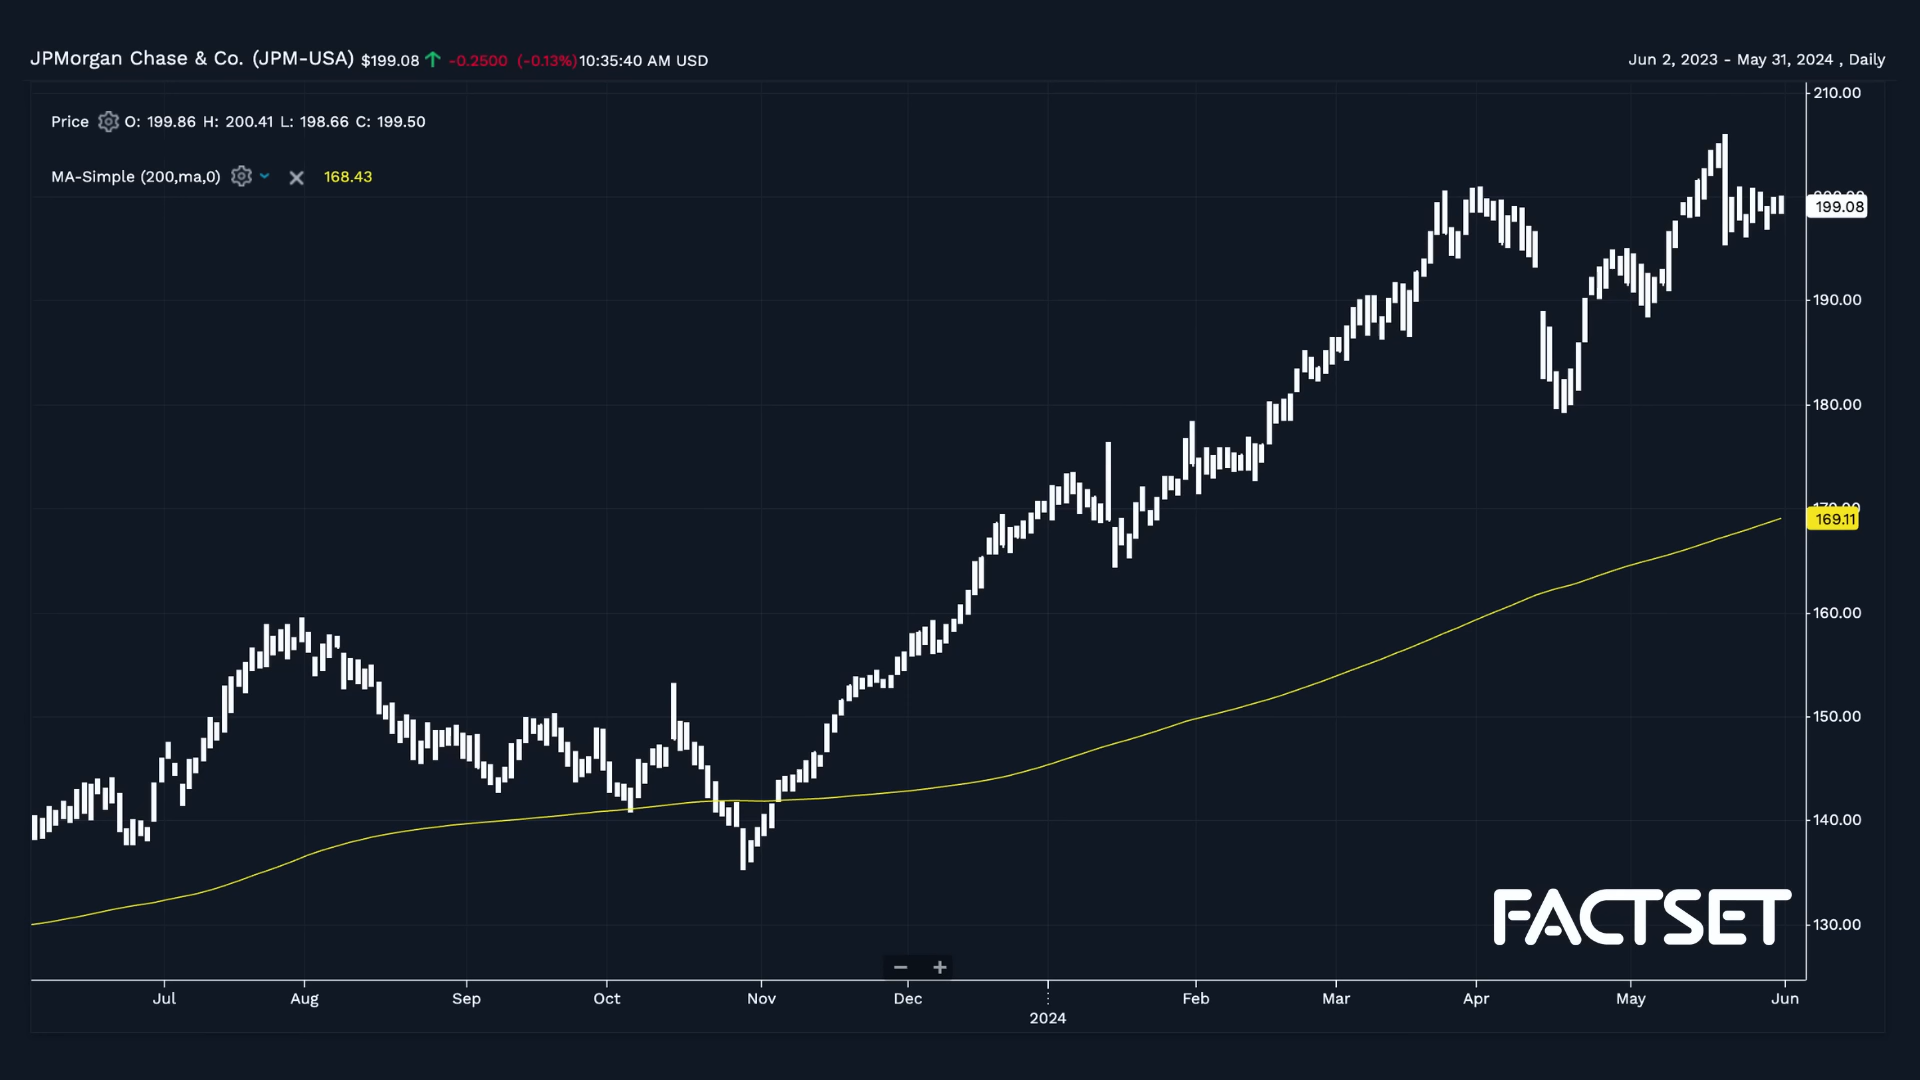 JPMorgan Chase & Co. (JPM-USA) $199.08 -0.2500 (-0.13%) 10:35:40 AM USD
Jun 2, 2023 - May 31, 2024 , Daily
Price O: 199.86 H: 200.41 L: 198.66 C: 199.50
MA-Simple (200,ma,0) 168.43
210.00
199.08
190.00
180.00
169.11
160.00
150.00
140.00
130.00
FACTSET
Jul Aug Sep Oct Nov Dec Feb Mar Apr May Jun
2024